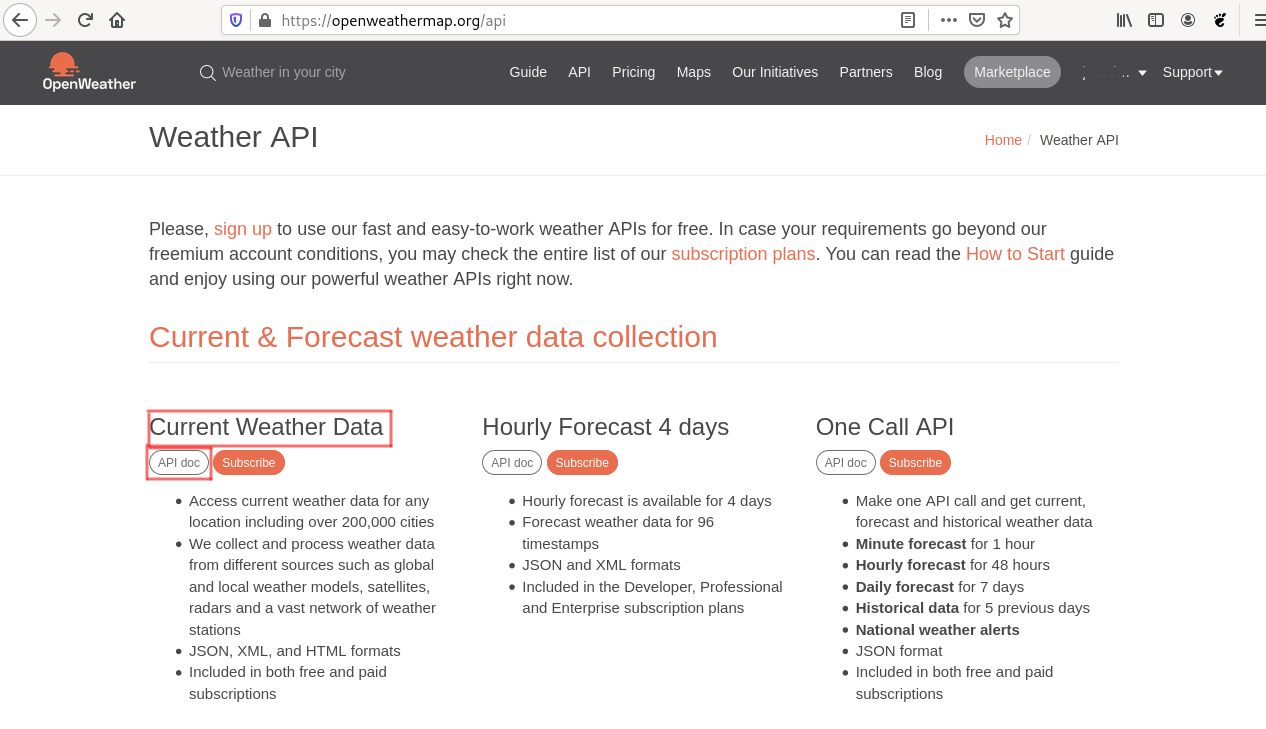 https://openweathermap.org/api
OpenWeather
Weather in your city
Guide API Pricing Maps Our Initiatives Partners Blog Marketplace Support
Weather API
Home / Weather API
Please, sign up to use our fast and easy-to-work weather APIs for free. In case your requirements go beyond our
freemium account conditions, you may check the entire list of our subscription plans. You can read the How to Start guide
and enjoy using our powerful weather APIs right now.
Current & Forecast weather data collection
Current Weather Data
API doc Subscribe
Access current weather data for any
location including over 200,000 cities
We collect and process weather data
from different sources such as global
and local weather models, satellites,
radars and a vast network of weather
stations
JSON, XML, and HTML formats
Included in both free and paid
subscriptions
Hourly Forecast 4 days
API doc Subscribe
Hourly forecast is available for 4 days
Forecast weather data for 96
timestamps
JSON and XML formats
Included in the Developer, Professional
and Enterprise subscription plans
One Call API
API doc Subscribe
Make one API call and get current,
forecast and historical weather data
Minute forecast for 1 hour
Hourly forecast for 48 hours
Daily forecast for 7 days
Historical data for 5 previous days
National weather alerts
JSON format
Included in both free and paid
subscriptions